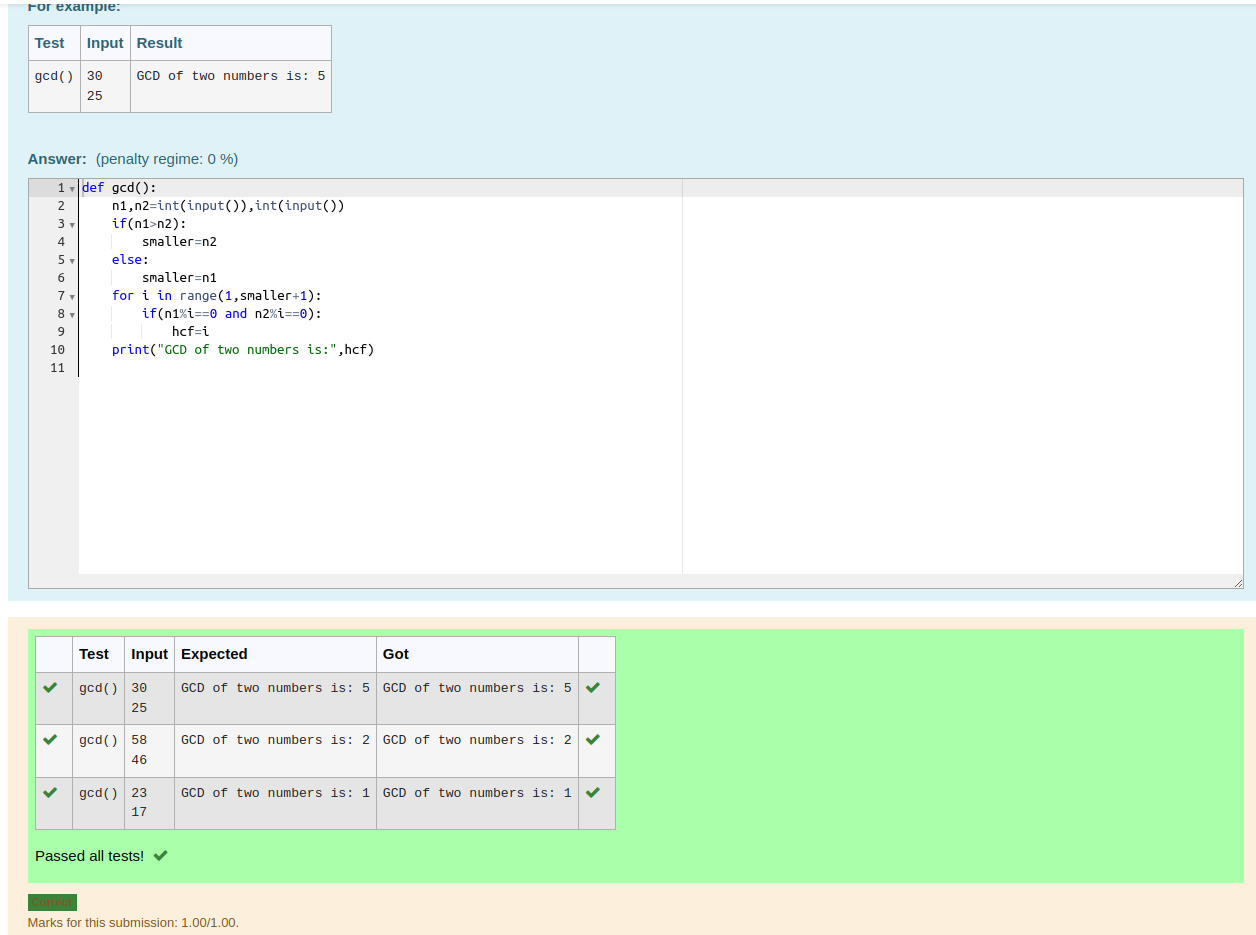 For example:
Test Input Result
gcd() 30 GCD of two numbers is: 5
25
Answer: (penalty regime: 0 %)
1 def gcd():
2     n1,n2=int(input()),int(input())
3     if(n1>n2):
4         smaller=n2
5     else:
6         smaller=n1
7     for i in range(1,smaller+1):
8         if(n1%i==0 and n2%i==0):
9             hcf=i
10     print("GCD of two numbers is:",hcf)
11
Test Input Expected Got
gcd() 30 GCD of two numbers is: 5 GCD of two numbers is: 5
25
gcd() 58 GCD of two numbers is: 2 GCD of two numbers is: 2
46
gcd() 23 GCD of two numbers is: 1 GCD of two numbers is: 1
17
Passed all tests!
Correct
Marks for this submission: 1.00/1.00.